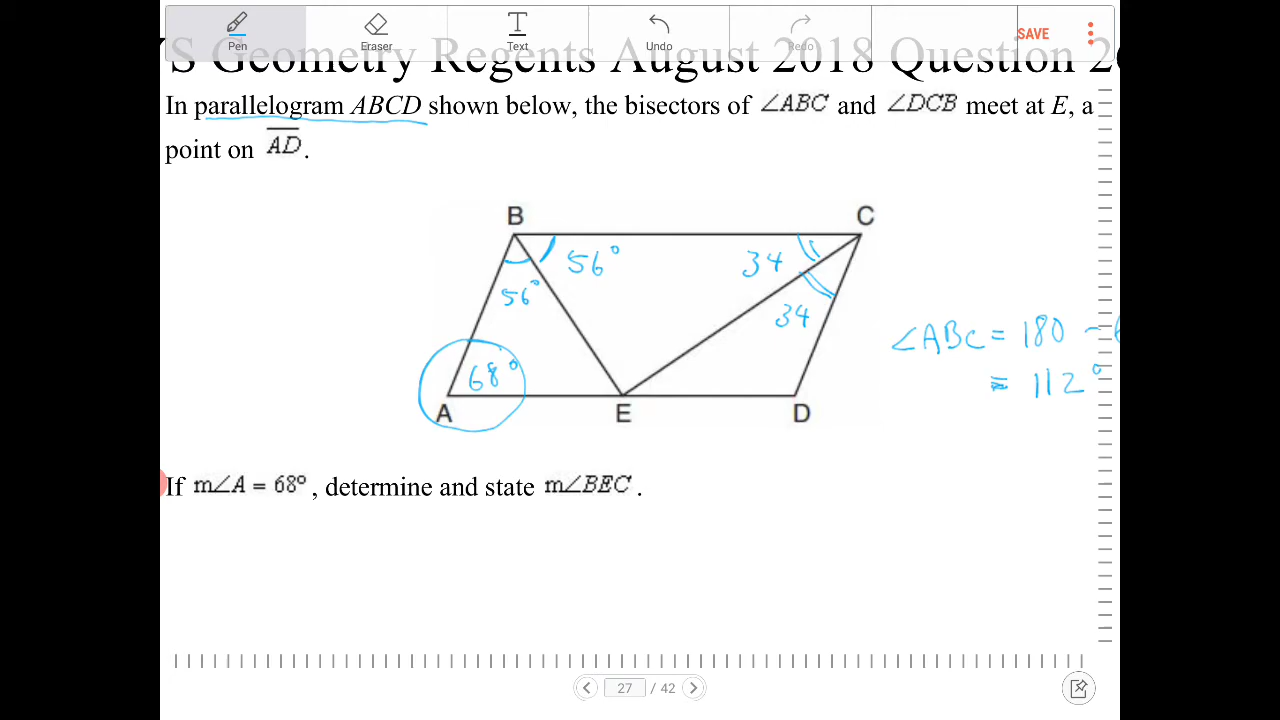 Pen Eraser Text Undo Redo SAVE
S Geometry Regents August 2018 Question 2
In parallelogram ABCD shown below, the bisectors of ∠ABC and ∠DCB meet at E, a
point on AD.
B C
56° 34
56° 34
∠ABC = 180 -
= 112°
68°
A E D
If m∠A = 68°, determine and state m∠BEC.
27 / 42